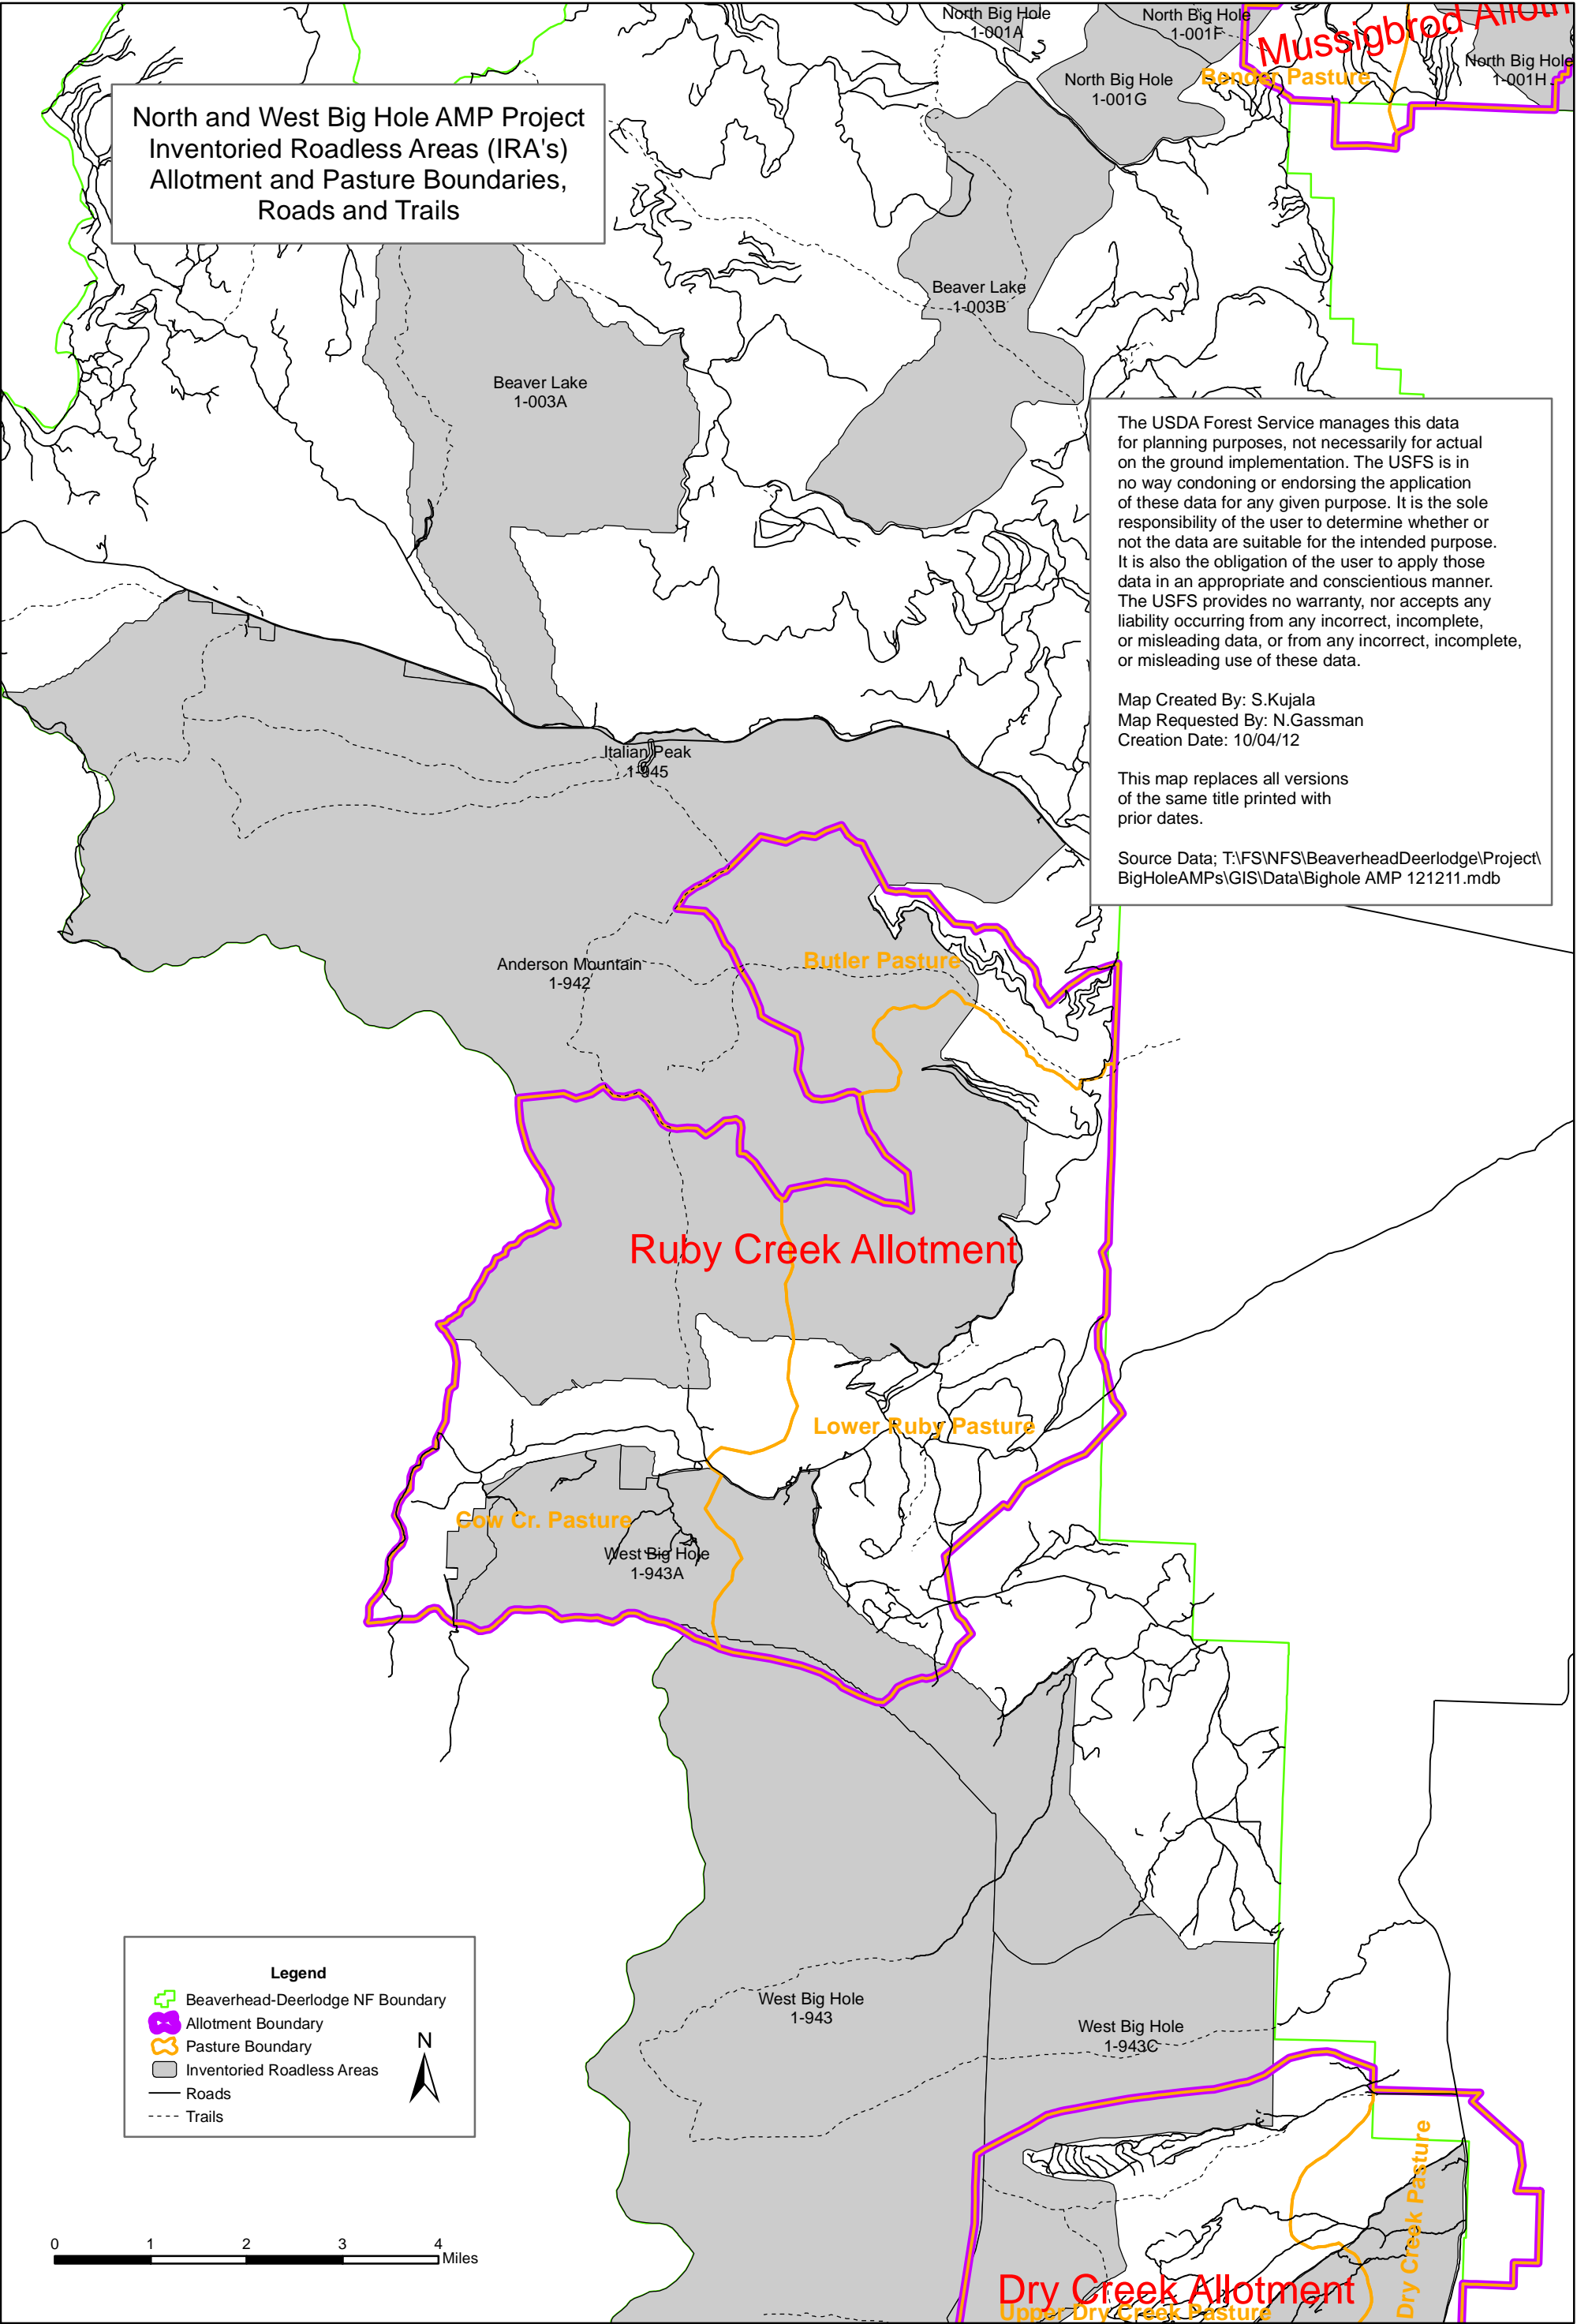 North Big Hole
1-001A
North Big Hole
1-001F
Mussigbrod Allotm
North Big Hole
1-001H
Bender Pasture
North Big Hole
1-001G
North and West Big Hole AMP Project
Inventoried Roadless Areas (IRA's)
Allotment and Pasture Boundaries,
Roads and Trails
Beaver Lake
1-003B
Beaver Lake
1-003A
The USDA Forest Service manages this data
for planning purposes, not necessarily for actual
on the ground implementation. The USFS is in
no way condoning or endorsing the application
of these data for any given purpose. It is the sole
responsibility of the user to determine whether or
not the data are suitable for the intended purpose.
It is also the obligation of the user to apply those
data in an appropriate and conscientious manner.
The USFS provides no warranty, nor accepts any
liability occurring from any incorrect, incomplete,
or misleading data, or from any incorrect, incomplete,
or misleading use of these data.
Map Created By: S.Kujala
Map Requested By: N.Gassman
Creation Date: 10/04/12
This map replaces all versions
of the same title printed with
prior dates.
Source Data; T:\FS\NFS\BeaverheadDeerlodge\Project\
BigHoleAMPs\GIS\Data\Bighole AMP 121211.mdb
Italian Peak
1-945
Butler Pasture
Anderson Mountain
1-942
Ruby Creek Allotment
Lower Ruby Pasture
Cow Cr. Pasture
West Big Hole
1-943A
West Big Hole
1-943
West Big Hole
1-943C
Legend
Beaverhead-Deerlodge NF Boundary
Allotment Boundary
Pasture Boundary
Inventoried Roadless Areas
Roads
Trails
N
0 1 2 3 4
Miles
Dry Creek Pasture
Dry Creek Allotment
Upper Dry Creek Pasture